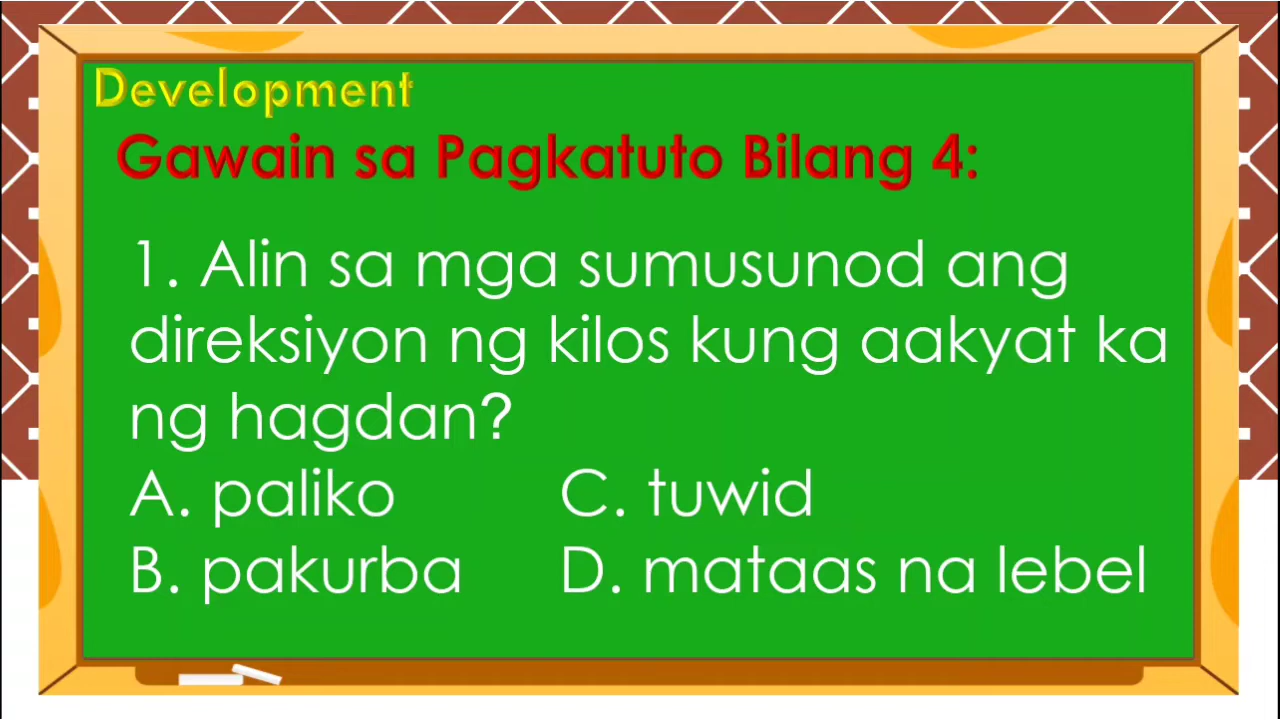 Development
Gawain sa Pagkatuto Bilang 4:
1. Alin sa mga sumusunod ang
direksiyon ng kilos kung aakyat ka
ng hagdan?
A. paliko C. tuwid
B. pakurba D. mataas na lebel